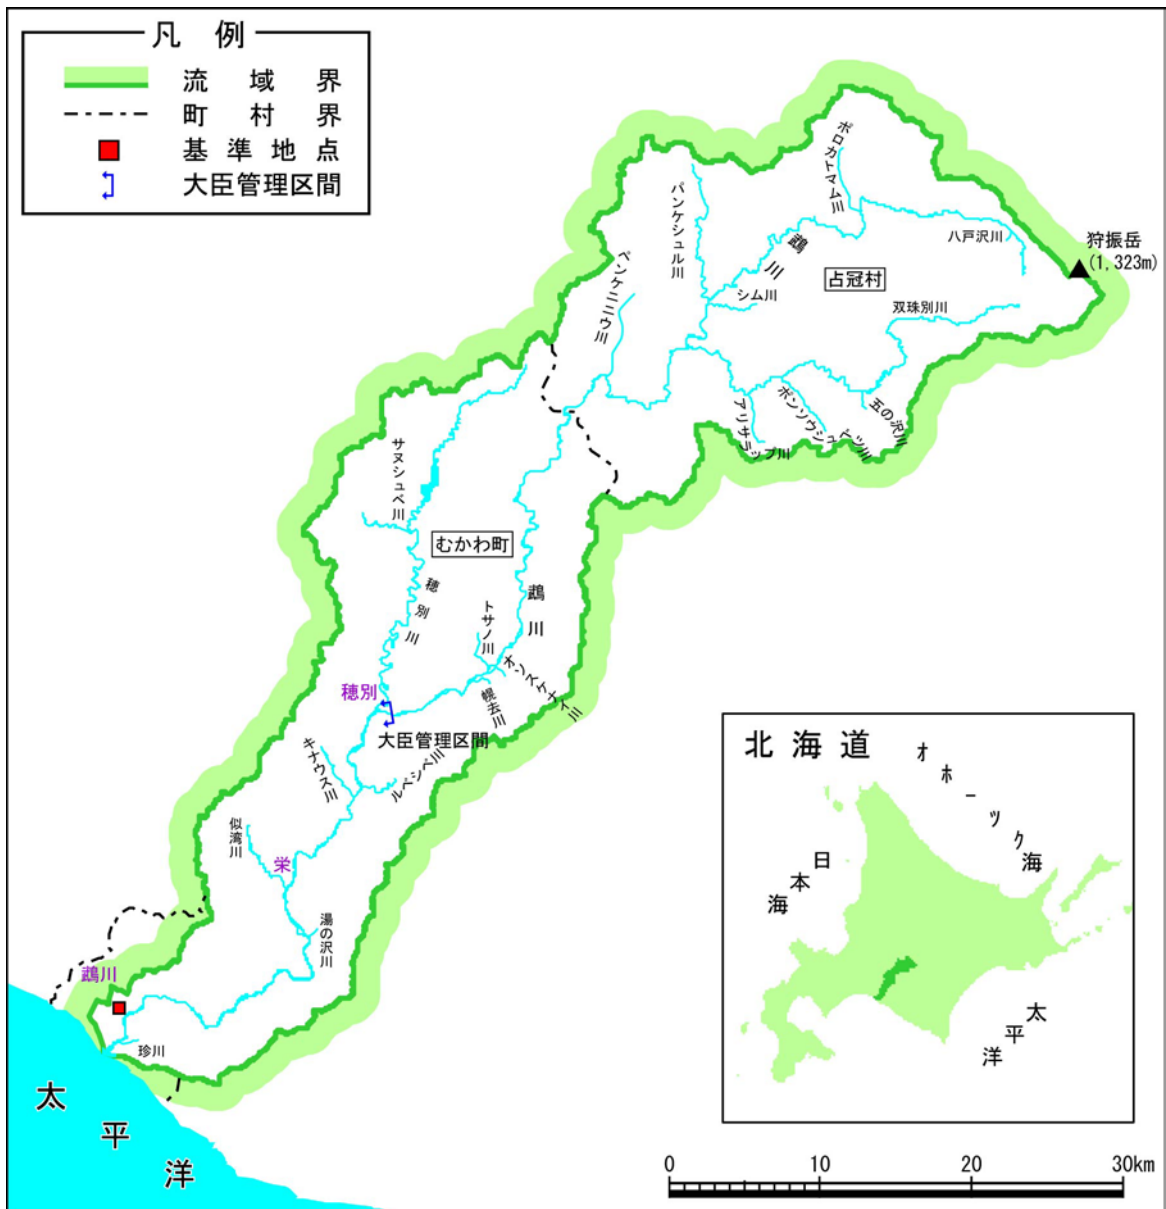 凡 例
流域界
町村界
基準地点
大臣管理区間
ポロカトマム川
パンケシュル川
鵡川
八戸沢川
狩振岳
(1,323m)
占冠村
シム川
双珠別川
ペンケニニウ川
アリサラップ川
ポンソウシュベツ川
五の沢川
サヌシュベ川
むかわ町
穂別川
鵡川
トサノ川
オンスケナイ川
幌去川
穂別
大臣管理区間
キナウス川
ルベシベ川
似湾川
栄
湯の沢川
鵡川
珍川
太平洋
北海道
オホーツク海
日本海
太平洋
0 10 20 30km